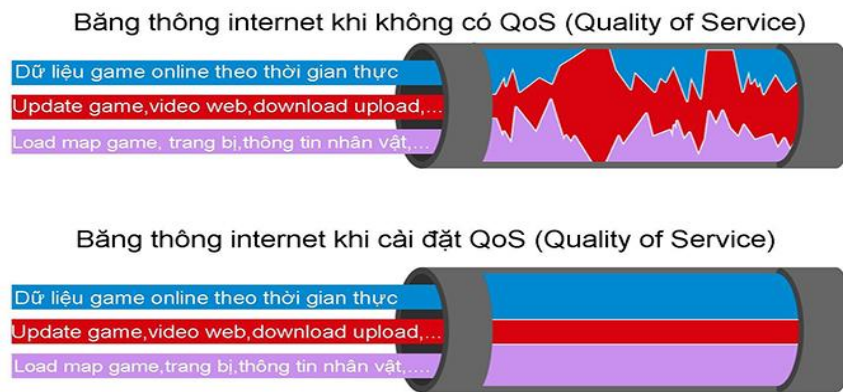 Băng thông internet khi không có QoS (Quality of Service)
Dữ liệu game online theo thời gian thực
Update game,video web,download upload,...
Load map game, trang bị,thông tin nhân vật,....
Băng thông internet khi cài đặt QoS (Quality of Service)
Dữ liệu game online theo thời gian thực
Update game,video web,download upload,...
Load map game,trang bị,thông tin nhân vật,.....